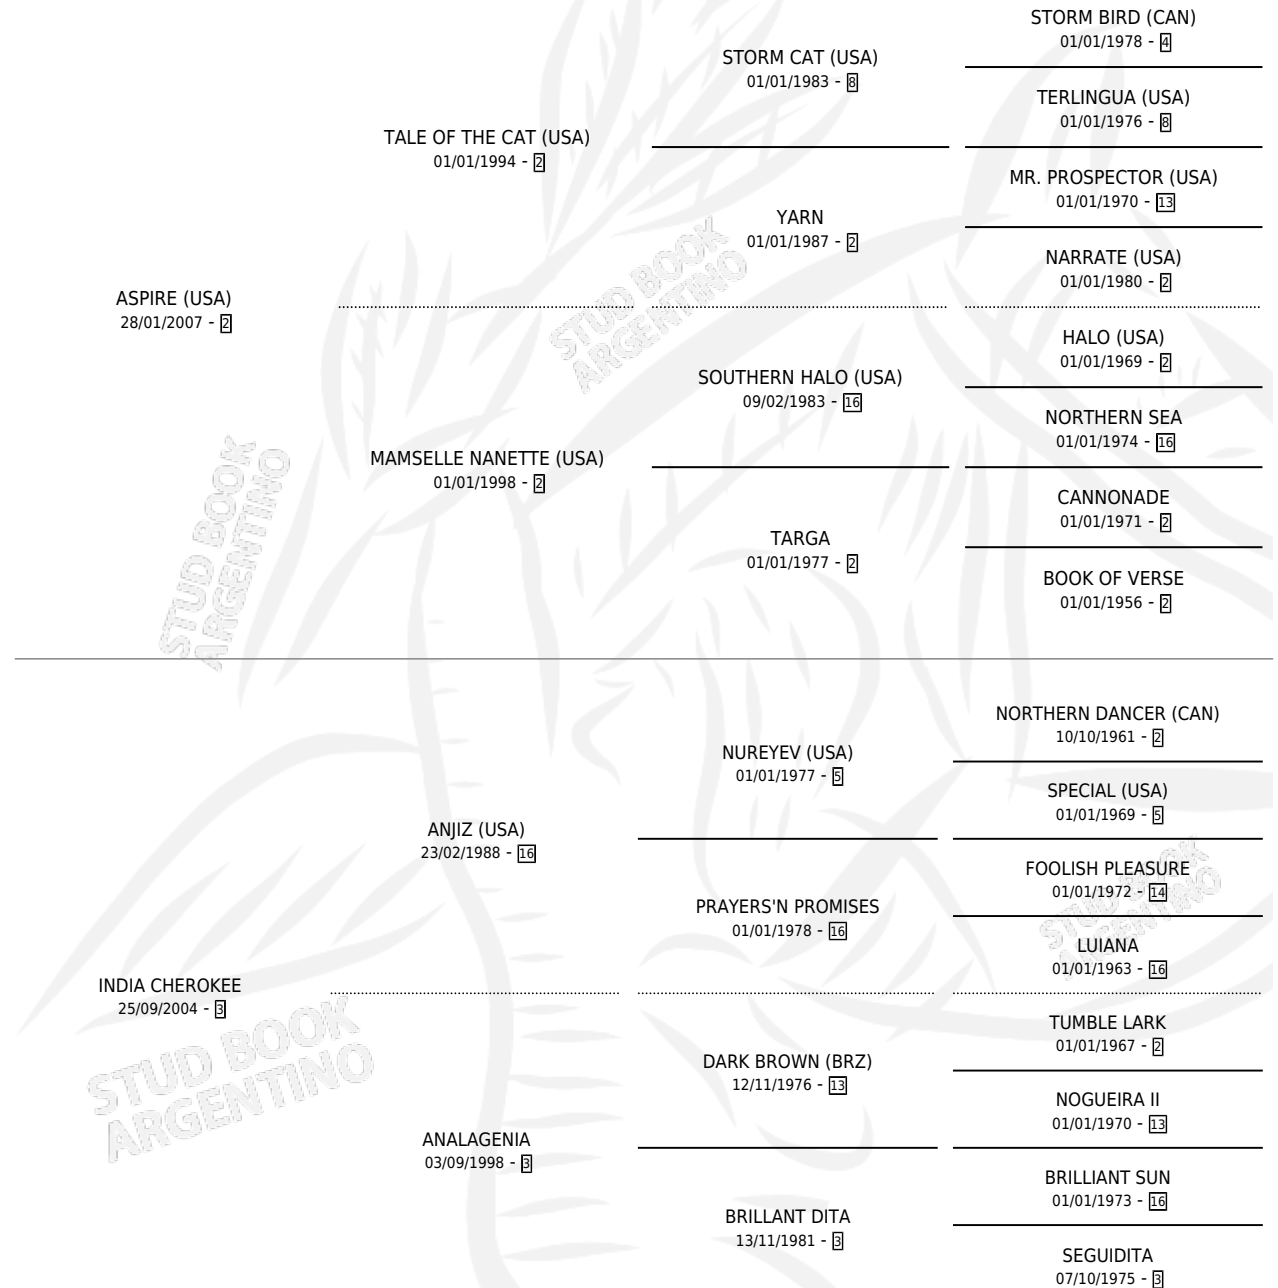 STORM BIRD (CAN)
01/01/1978 - 4
STORM CAT (USA)
01/01/1983 - 8
TERLINGUA (USA)
01/01/1976 - 8
TALE OF THE CAT (USA)
01/01/1994 - 2
MR. PROSPECTOR (USA)
01/01/1970 - 13
YARN
01/01/1987 - 2
NARRATE (USA)
01/01/1980 - 2
ASPIRE (USA)
28/01/2007 - 2
HALO (USA)
01/01/1969 - 2
SOUTHERN HALO (USA)
09/02/1983 - 16
NORTHERN SEA
01/01/1974 - 16
MAMSELLE NANETTE (USA)
01/01/1998 - 2
CANNONADE
01/01/1971 - 2
TARGA
01/01/1977 - 2
BOOK OF VERSE
01/01/1956 - 2
STUD BOOK
ARGENTINO
STUD BOOK
ARGENTINO
NORTHERN DANCER (CAN)
10/10/1961 - 2
NUREYEV (USA)
01/01/1977 - 5
SPECIAL (USA)
01/01/1969 - 5
ANJIZ (USA)
23/02/1988 - 16
FOOLISH PLEASURE
01/01/1972 - 14
PRAYERS'N PROMISES
01/01/1978 - 16
LUIANA
01/01/1963 - 16
STUD BOOK
ARGENTINO
INDIA CHEROKEE
25/09/2004 - 3
TUMBLE LARK
01/01/1967 - 2
DARK BROWN (BRZ)
12/11/1976 - 13
NOGUEIRA II
01/01/1970 - 13
STUD BOOK
ARGENTINO
ANALAGENIA
03/09/1998 - 3
BRILLIANT SUN
01/01/1973 - 16
BRILLANT DITA
13/11/1981 - 3
SEGUIDITA
07/10/1975 - 3